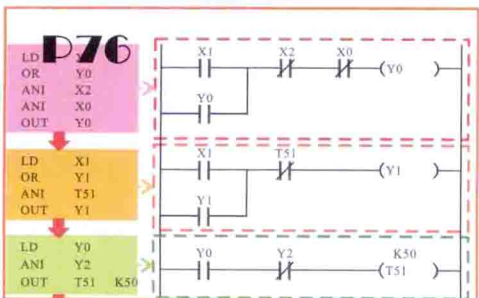 P76
LD
OR Y0
ANI X2
ANI X0
OUT Y0
X1 X2 X0
Y0
Y0
LD X1
OR Y1
ANI T51
OUT Y1
X1 T51
Y1
Y1
LD Y0
ANI Y2
OUT T51 K50
Y0 Y2 K50
T51